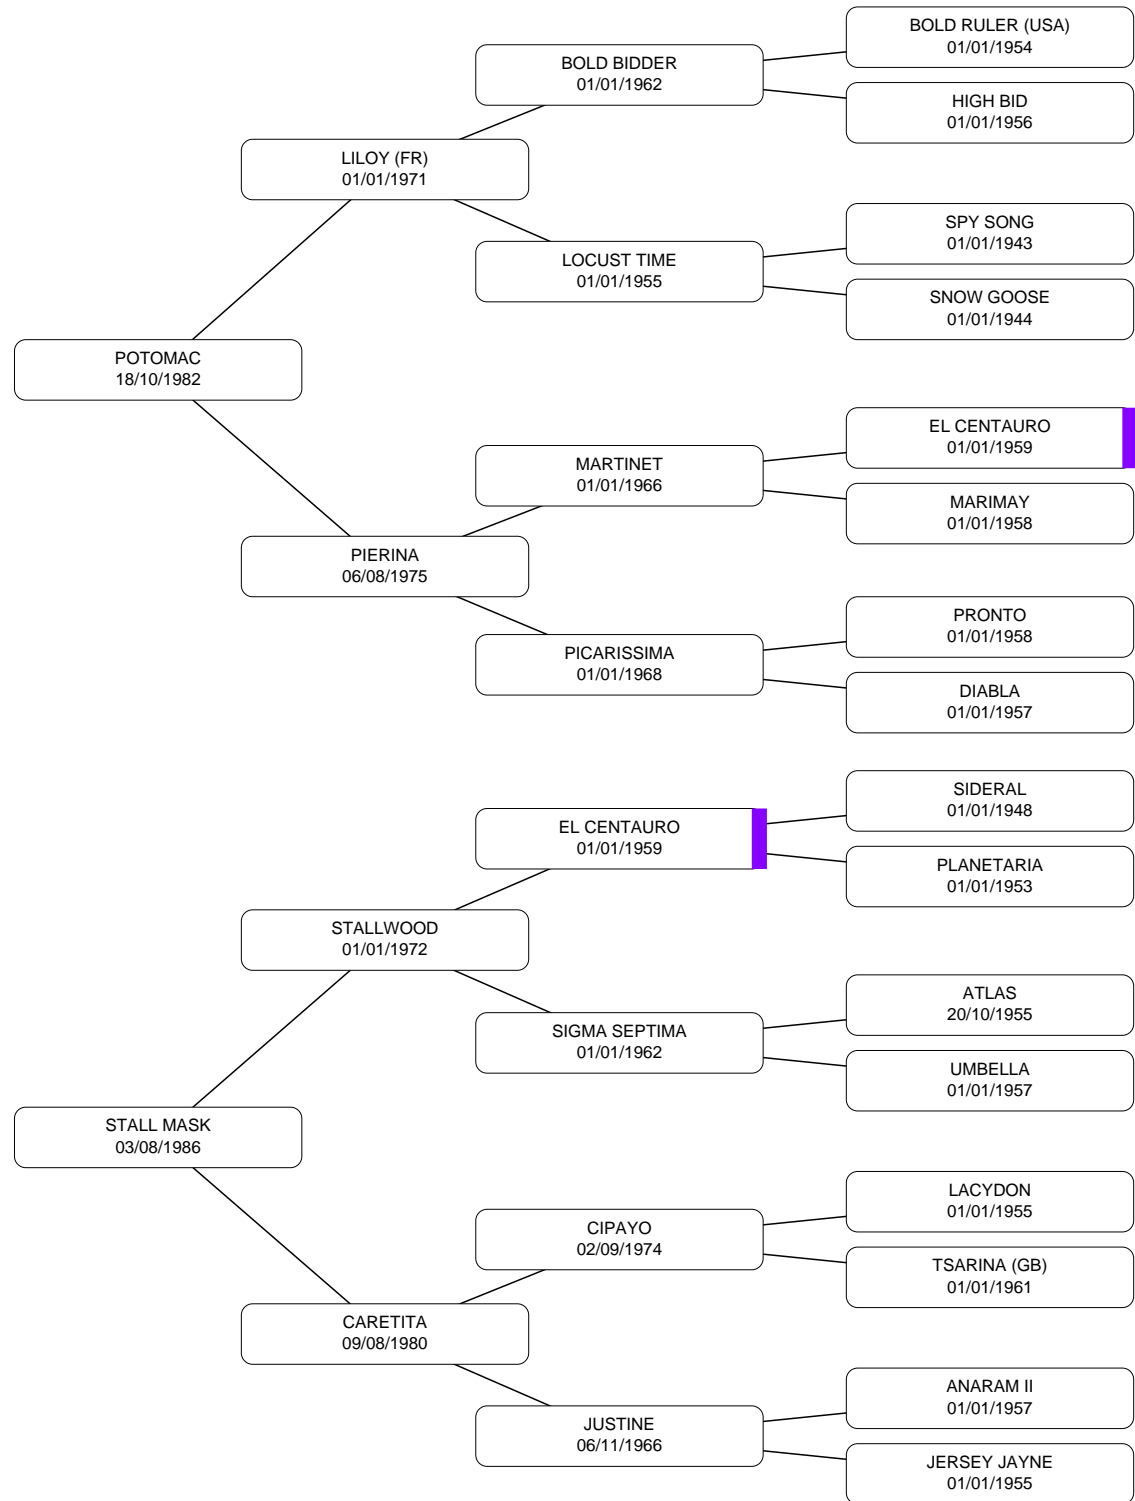 BOLD RULER (USA)
01/01/1954
BOLD BIDDER
01/01/1962
HIGH BID
01/01/1956
LILOY (FR)
01/01/1971
SPY SONG
01/01/1943
LOCUST TIME
01/01/1955
SNOW GOOSE
01/01/1944
POTOMAC
18/10/1982
EL CENTAURO
01/01/1959
MARTINET
01/01/1966
MARIMAY
01/01/1958
PIERINA
06/08/1975
PRONTO
01/01/1958
PICARISSIMA
01/01/1968
DIABLA
01/01/1957
SIDERAL
01/01/1948
EL CENTAURO
01/01/1959
PLANETARIA
01/01/1953
STALLWOOD
01/01/1972
ATLAS
20/10/1955
SIGMA SEPTIMA
01/01/1962
UMBELLA
01/01/1957
STALL MASK
03/08/1986
LACYDON
01/01/1955
CIPAYO
02/09/1974
TSARINA (GB)
01/01/1961
CARETITA
09/08/1980
ANARAM II
01/01/1957
JUSTINE
06/11/1966
JERSEY JAYNE
01/01/1955